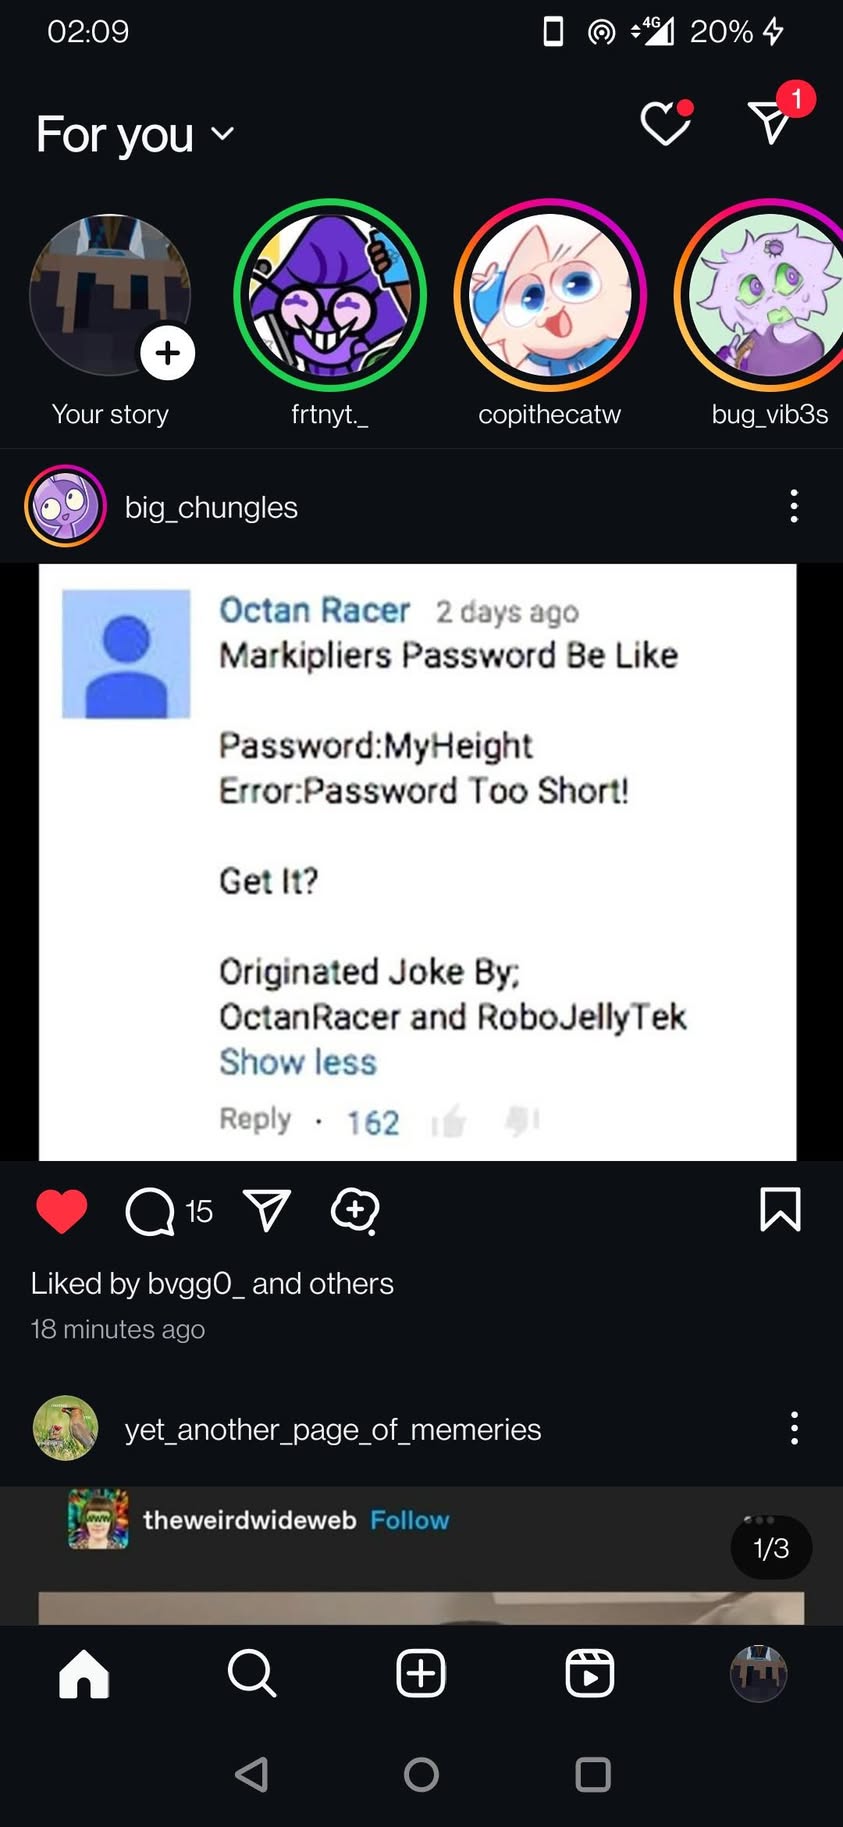 02:09
4G 20%
For you
1
Your story
frtnyt._
copithecatw
bug_vib3s
big_chungles
Octan Racer 2 days ago
Markipliers Password Be Like
Password:MyHeight
Error:Password Too Short!
Get It?
Originated Joke By;
OctanRacer and RoboJellyTek
Show less
Reply · 162
15
Liked by bvgg0_ and others
18 minutes ago
yet_another_page_of_memeries
theweirdwideweb Follow
1/3